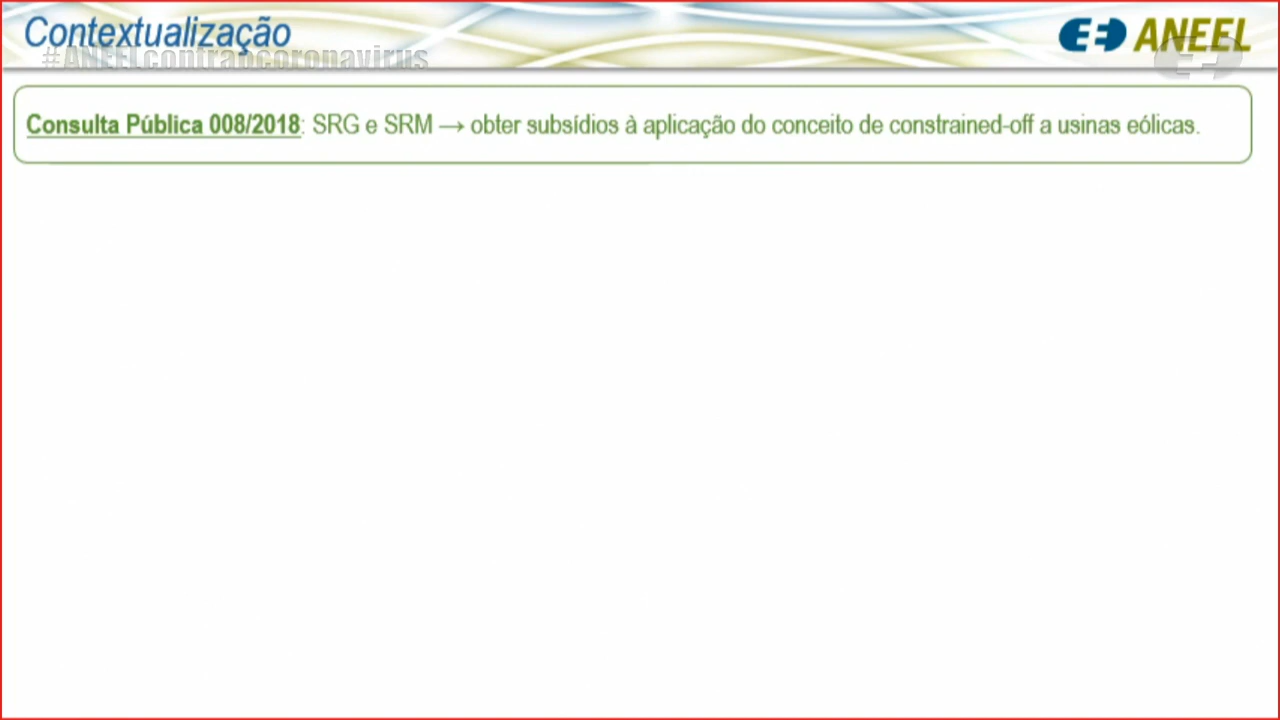 Contextualização
#ANEELcontraocoronavirus
ANEEL
Consulta Pública 008/2018: SRG e SRM → obter subsídios à aplicação do conceito de constrained-off a usinas eólicas.